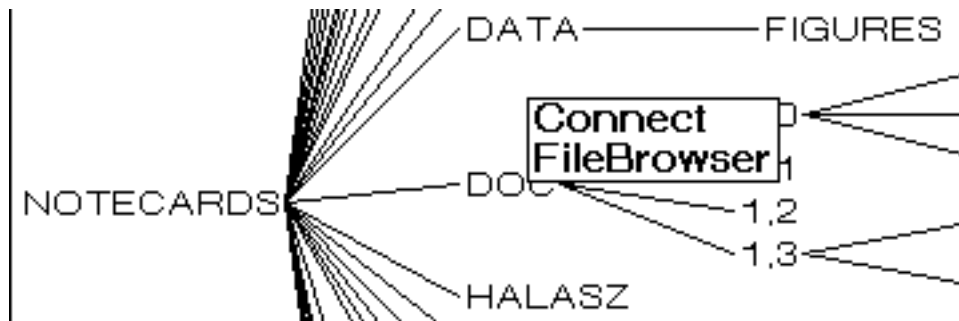 DATA
FIGURES
Connect
FileBrowser
NOTECARDS
DOC
1,2
1,3
HALASZ